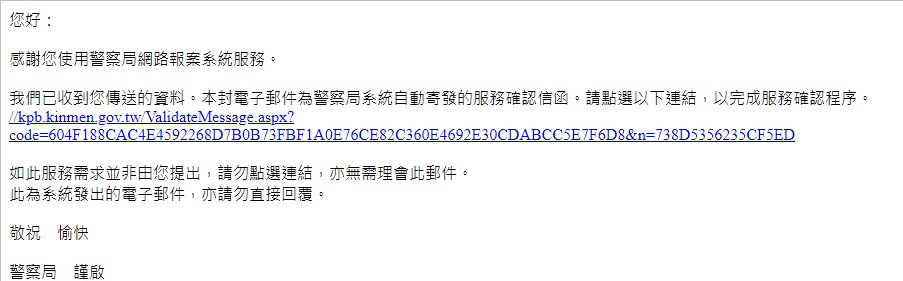 您好：
感謝您使用警察局網路報案系統服務。
我們已收到您傳送的資料。本封電子郵件為警察局系統自動寄發的服務確認信函。請點選以下連結，以完成服務確認程序。
//kpb.kinmen.gov.tw/ValidateMessage.aspx?
code=604F188CAC4E4592268D7B0B73FBF1A0E76CE82C360E4692E30CDABCC5E7F6D8&n=738D5356235CF5ED
如此服務需求並非由您提出，請勿點選連結，亦無需理會此郵件。
此為系統發出的電子郵件，亦請勿直接回覆。
敬祝　愉快
警察局　謹啟